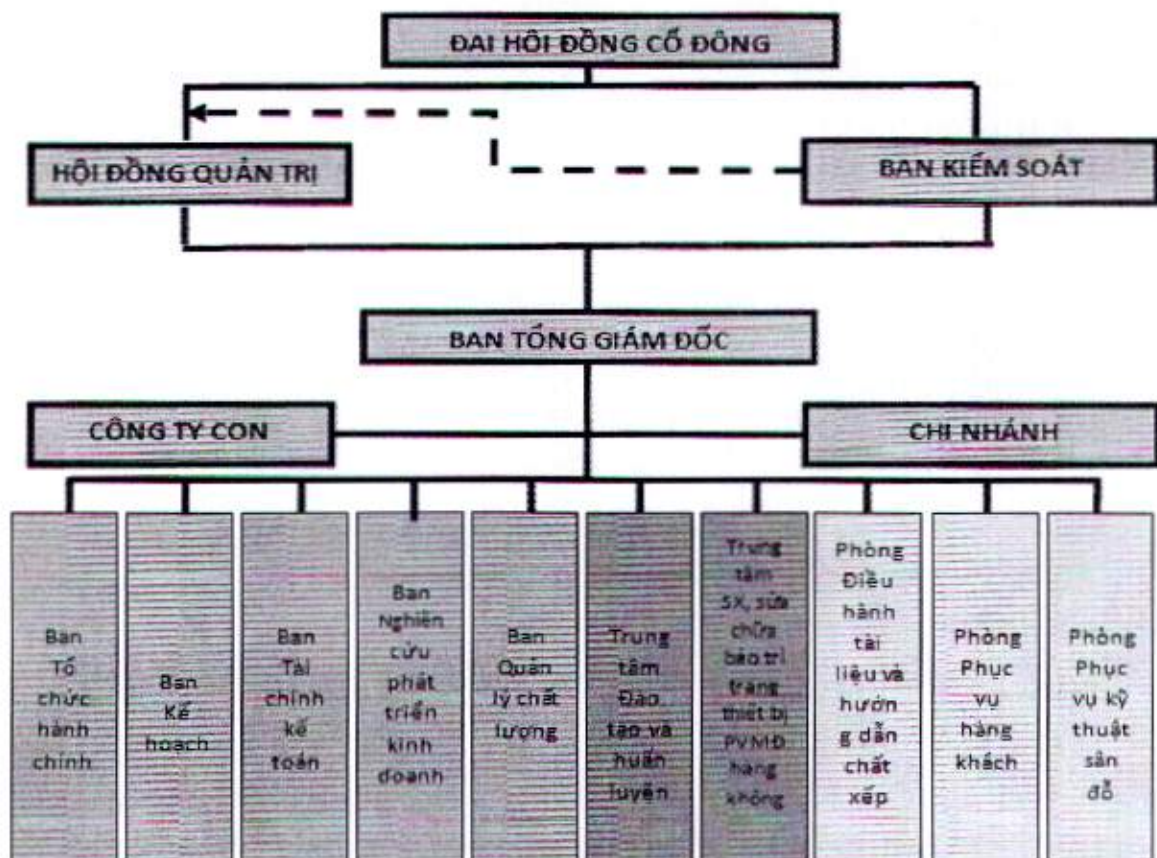 ĐAI HỘI ĐỒNG CỔ ĐÔNG
HỘI ĐỒNG QUẢN TRỊ
BAN KIỂM SOÁT
BAN TỔNG GIÁM ĐỐC
CÔNG TY CON
CHI NHÁNH
Ban
Tổ
chức
hành
chính
Ban
Kế
hoạch
Ban
Tài
chính
kế
toán
Ban
Nghiên
cứu
phát
triển
kinh
doanh
Ban
Quản
lý chất
lượng
Trung
tâm
Đào
tạo và
huấn
luyện
Trung
tâm
SX, sửa
chữa
bảo trì
trang
thiết bị
PVMĐ
hàng
không
Phòng
Điều
hành
tài
liệu và
hướn
g dẫn
chất
xếp
Phòng
Phục
vụ
hàng
khách
Phòng
Phục
vụ kỹ
thuật
sân
đỗ